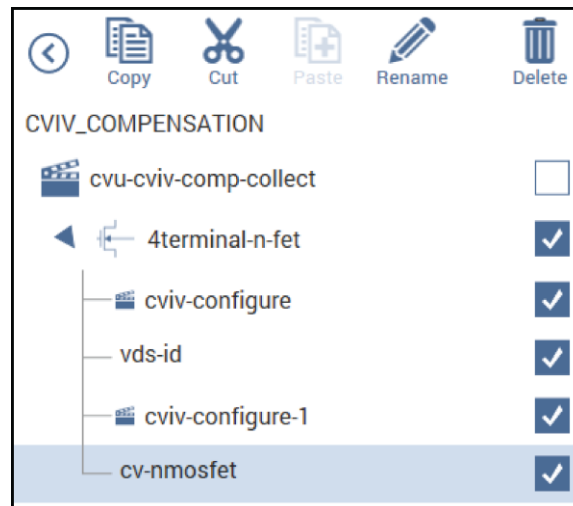 Copy Cut Paste Rename Delete
CVIV_COMPENSATION
cvu-cviv-comp-collect
4terminal-n-fet
cviv-configure
vds-id
cviv-configure-1
cv-nmosfet